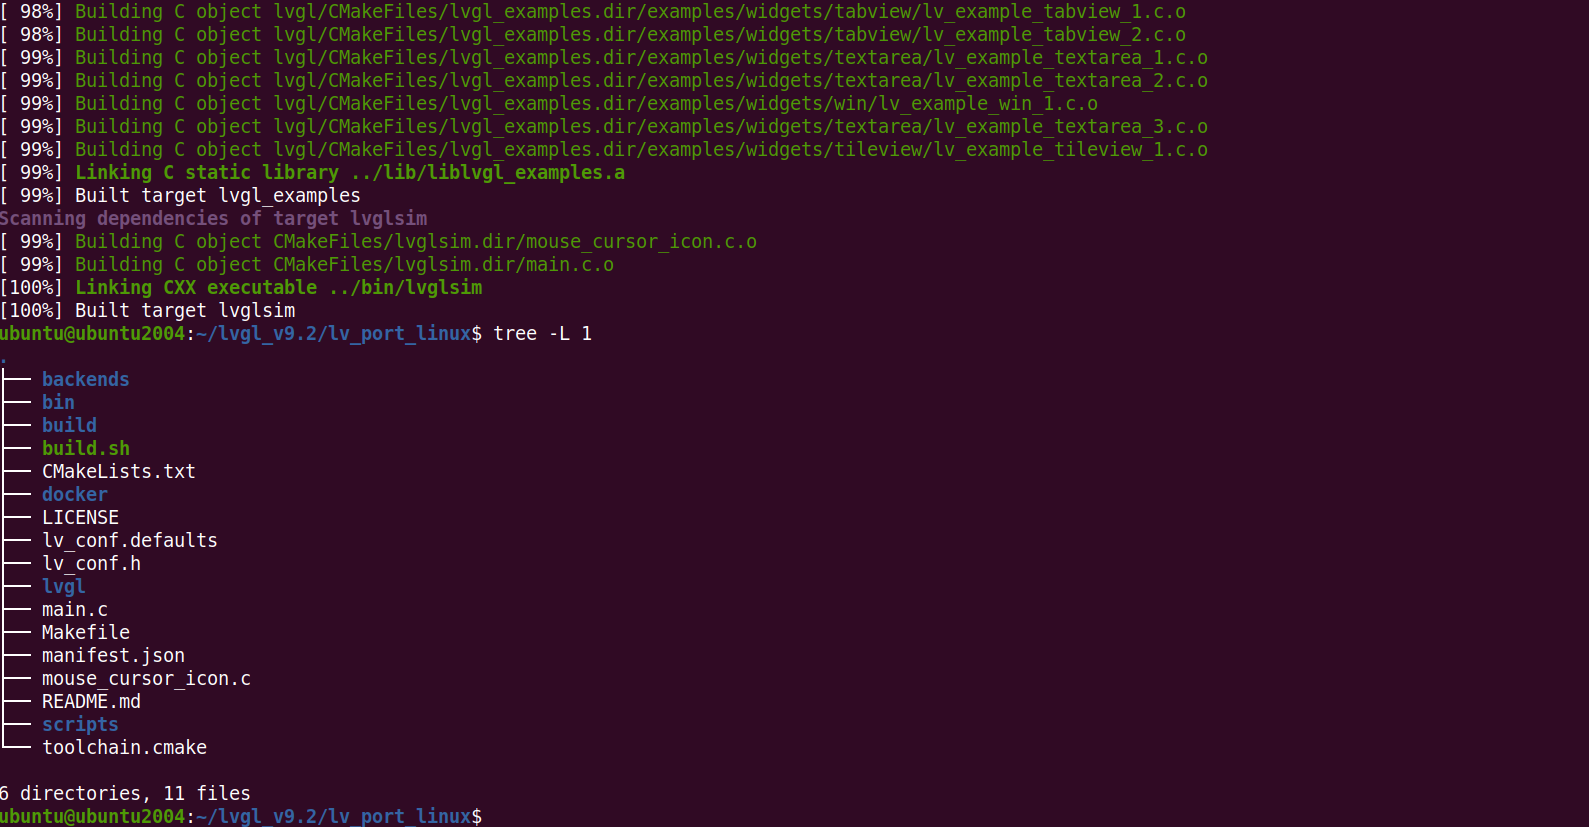 [ 98%] Building C object lvgl/CMakeFiles/lvgl_examples.dir/examples/widgets/tabview/lv_example_tabview_1.c.o
[ 98%] Building C object lvgl/CMakeFiles/lvgl_examples.dir/examples/widgets/tabview/lv_example_tabview_2.c.o
[ 99%] Building C object lvgl/CMakeFiles/lvgl_examples.dir/examples/widgets/textarea/lv_example_textarea_1.c.o
[ 99%] Building C object lvgl/CMakeFiles/lvgl_examples.dir/examples/widgets/textarea/lv_example_textarea_2.c.o
[ 99%] Building C object lvgl/CMakeFiles/lvgl_examples.dir/examples/widgets/win/lv_example_win_1.c.o
[ 99%] Building C object lvgl/CMakeFiles/lvgl_examples.dir/examples/widgets/textarea/lv_example_textarea_3.c.o
[ 99%] Building C object lvgl/CMakeFiles/lvgl_examples.dir/examples/widgets/tileview/lv_example_tileview_1.c.o
[ 99%] Linking C static library ../lib/liblvgl_examples.a
[ 99%] Built target lvgl_examples
Scanning dependencies of target lvglsim
[ 99%] Building C object CMakeFiles/lvglsim.dir/mouse_cursor_icon.c.o
[ 99%] Building C object CMakeFiles/lvglsim.dir/main.c.o
[100%] Linking CXX executable ../bin/lvglsim
[100%] Built target lvglsim
ubuntu@ubuntu2004:~/lvgl_v9.2/lv_port_linux$ tree -L 1
.
├── backends
├── bin
├── build
├── build.sh
├── CMakeLists.txt
├── docker
├── LICENSE
├── lv_conf.defaults
├── lv_conf.h
├── lvgl
├── main.c
├── Makefile
├── manifest.json
├── mouse_cursor_icon.c
├── README.md
├── scripts
└── toolchain.cmake
6 directories, 11 files
ubuntu@ubuntu2004:~/lvgl_v9.2/lv_port_linux$